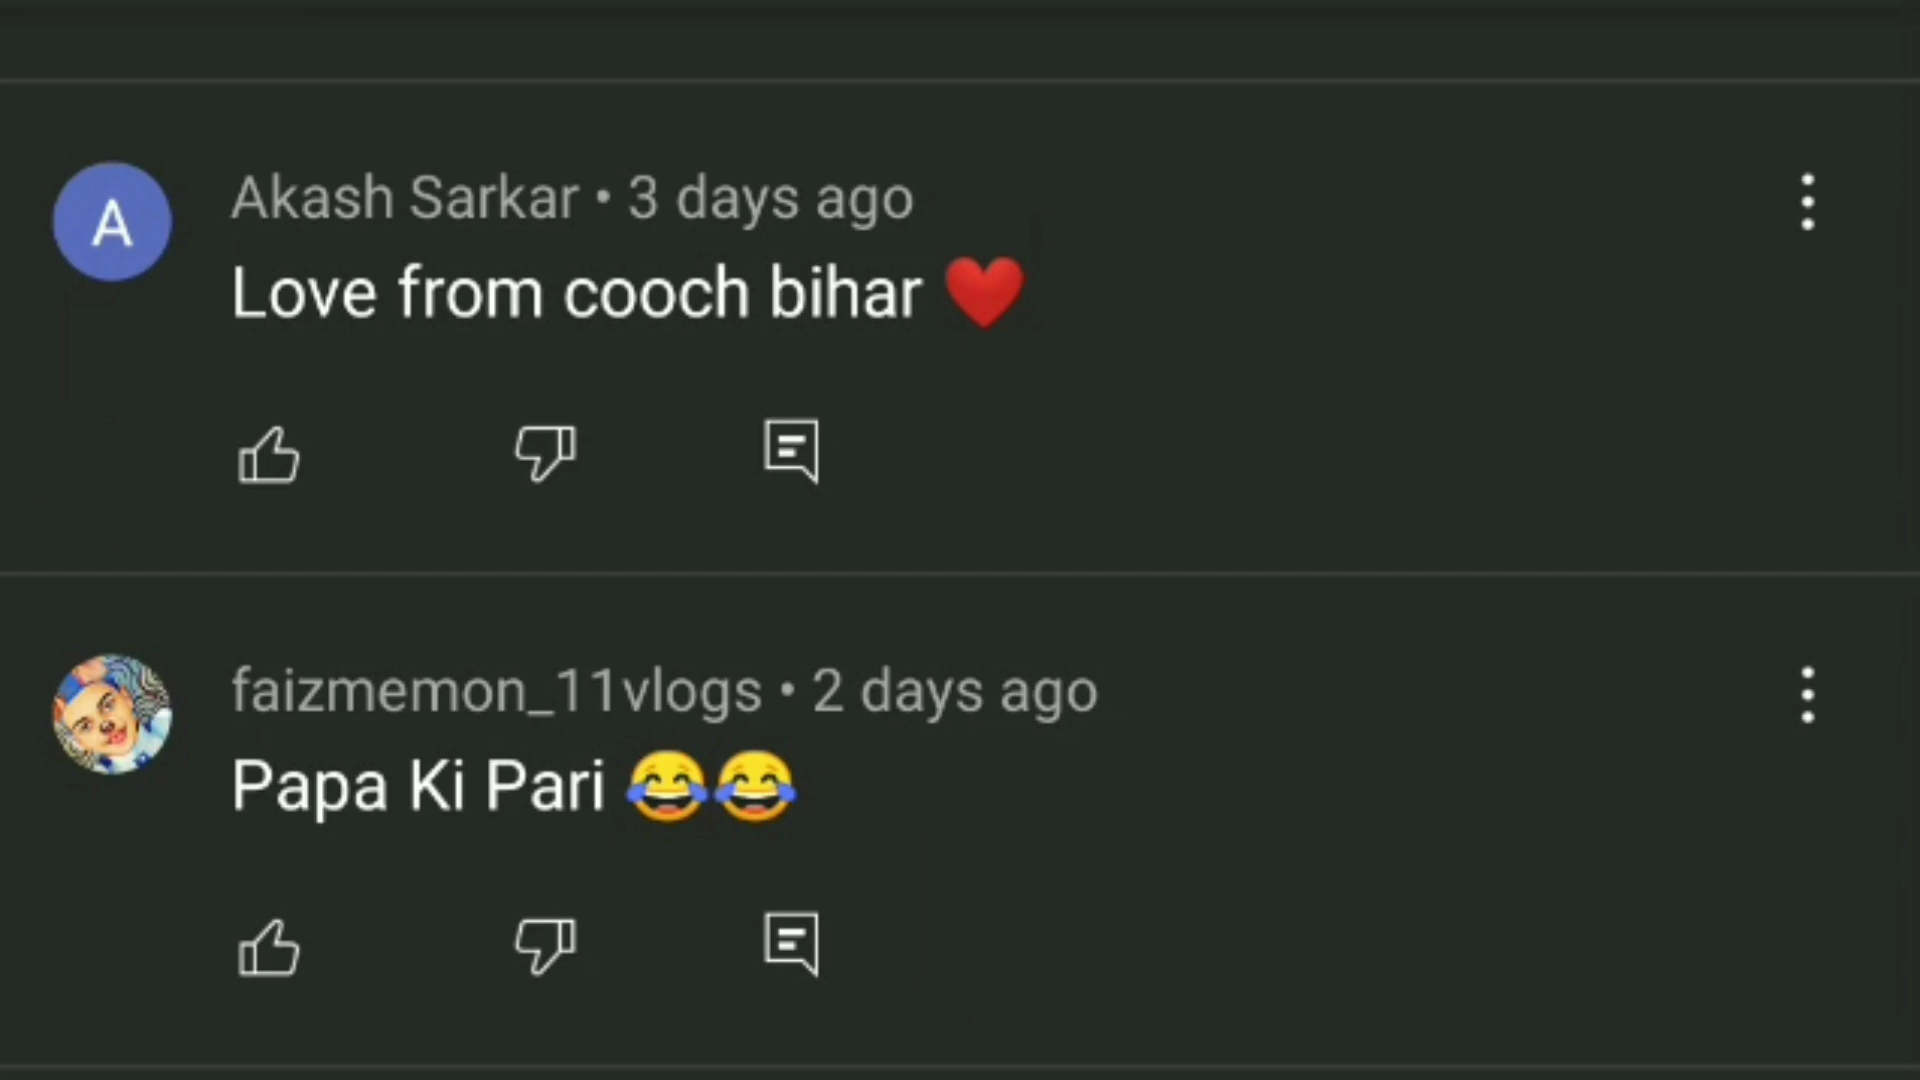 A
Akash Sarkar • 3 days ago
Love from cooch bihar ❤️
faizmemon_11vlogs • 2 days ago
Papa Ki Pari 😂😂